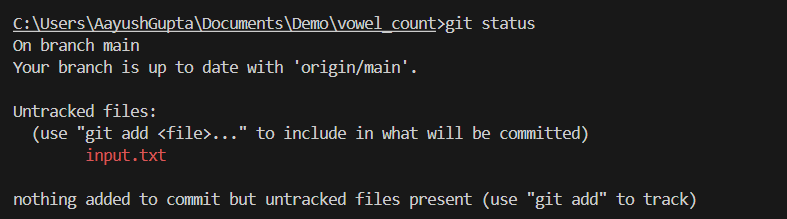 C:\Users\AayushGupta\Documents\Demo\vowel_count>git status
On branch main
Your branch is up to date with 'origin/main'.

Untracked files:
  (use "git add <file>..." to include in what will be committed)
        input.txt

nothing added to commit but untracked files present (use "git add" to track)